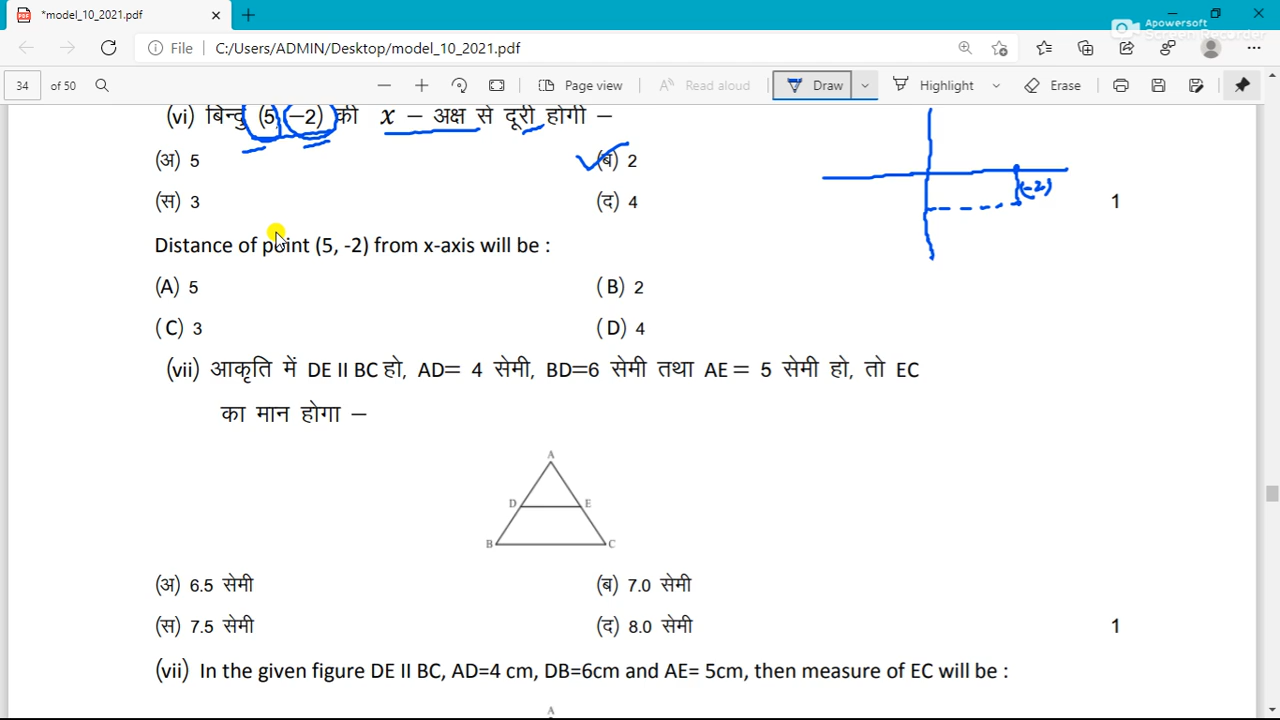 *model_10_2021.pdf
Apowersoft
Screen Recorder
File C:/Users/ADMIN/Desktop/model_10_2021.pdf
34 of 50 Page view Read aloud Draw Highlight Erase
(vi) बिन्दु (5, −2) की x − अक्ष से दूरी होगी −
(अ) 5 (ब) 2
(−2)
(स) 3 (द) 4 1
Distance of point (5, -2) from x-axis will be :
(A) 5 ( B) 2
( C) 3 ( D) 4
(vii) आकृति में DE II BC हो, AD= 4 सेमी, BD=6 सेमी तथा AE = 5 सेमी हो, तो EC
का मान होगा −
A
D E
B C
(अ) 6.5 सेमी (ब) 7.0 सेमी
(स) 7.5 सेमी (द) 8.0 सेमी 1
(vii) In the given figure DE II BC, AD=4 cm, DB=6cm and AE= 5cm, then measure of EC will be :
A